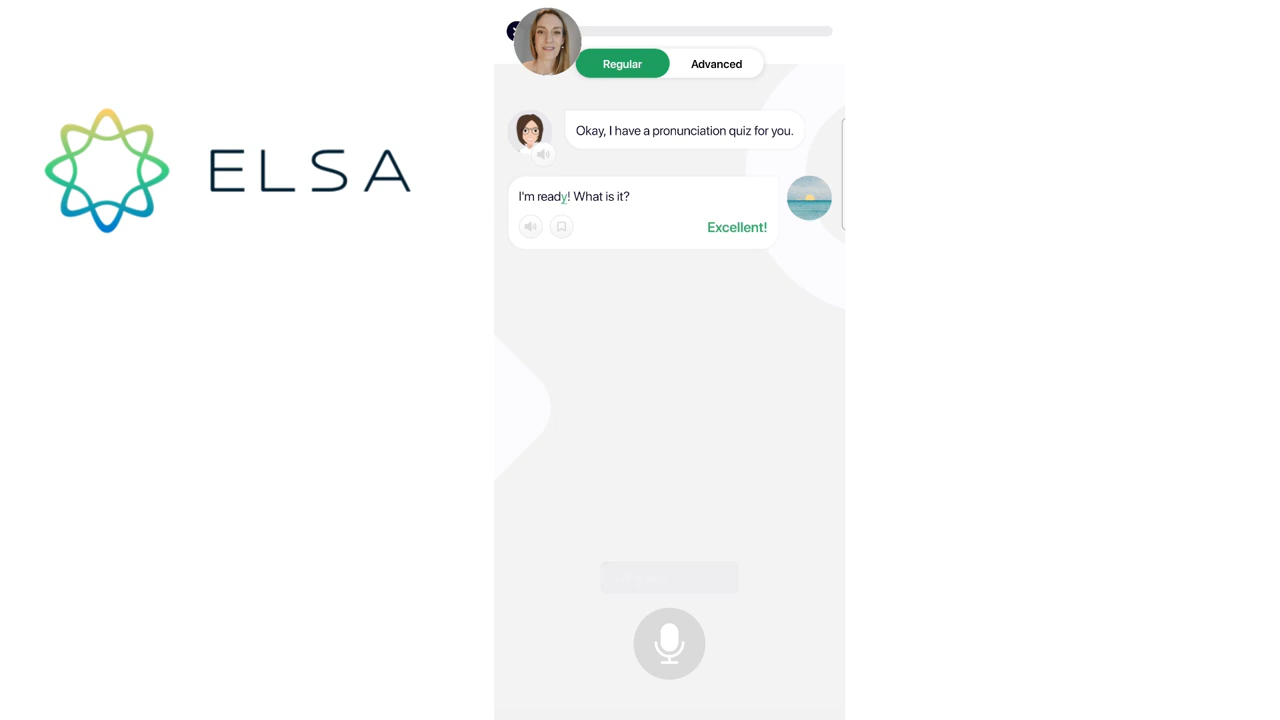 ELSA
Regular
Advanced
Okay, I have a pronunciation quiz for you.
I'm ready! What is it?
Excellent!